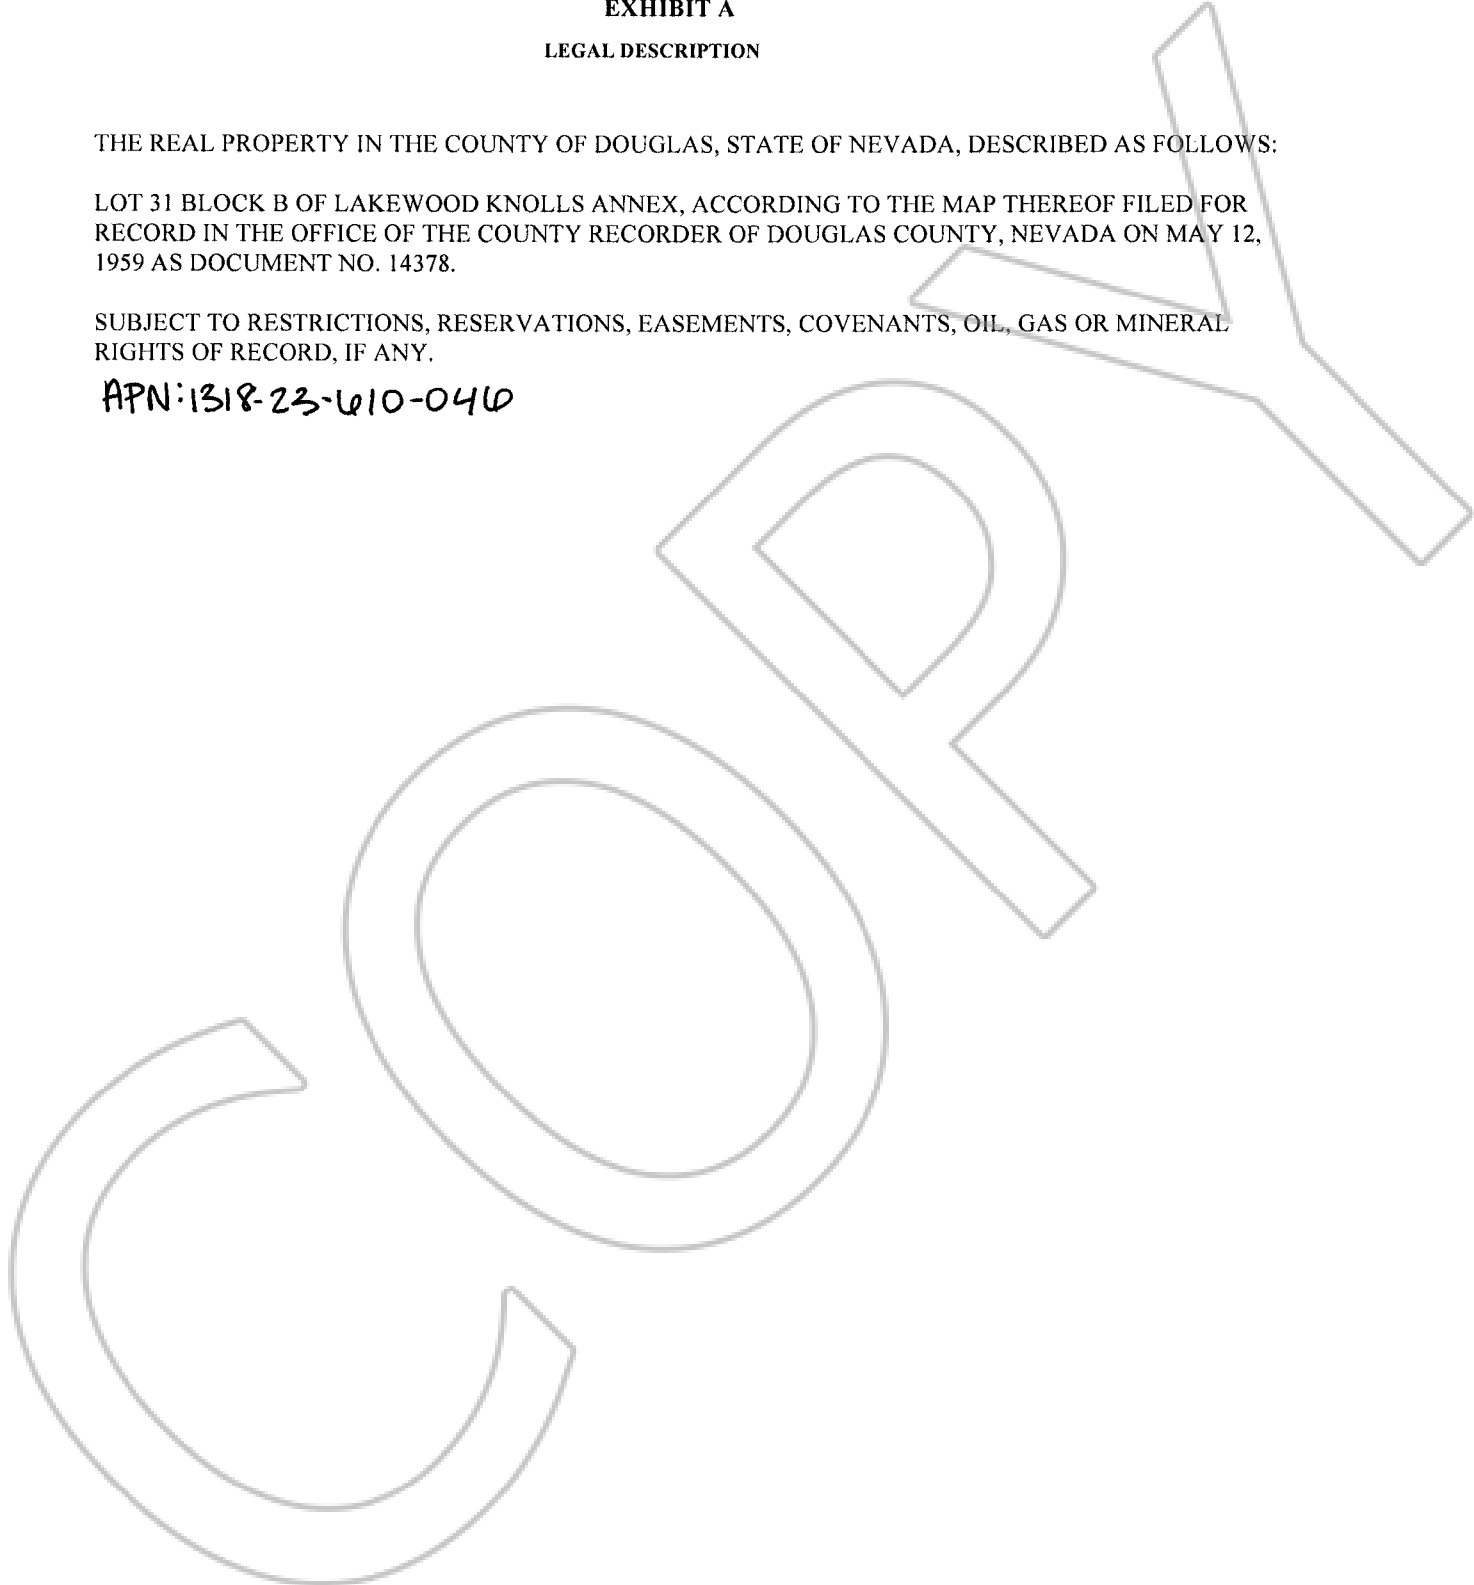 EXHIBIT A
LEGAL DESCRIPTION
THE REAL PROPERTY IN THE COUNTY OF DOUGLAS, STATE OF NEVADA, DESCRIBED AS FOLLOWS:
LOT 31 BLOCK B OF LAKEWOOD KNOLLS ANNEX, ACCORDING TO THE MAP THEREOF FILED FOR
RECORD IN THE OFFICE OF THE COUNTY RECORDER OF DOUGLAS COUNTY, NEVADA ON MAY 12,
1959 AS DOCUMENT NO. 14378.
SUBJECT TO RESTRICTIONS, RESERVATIONS, EASEMENTS, COVENANTS, OIL, GAS OR MINERAL
RIGHTS OF RECORD, IF ANY.
APN:1318-23-610-046
COPY